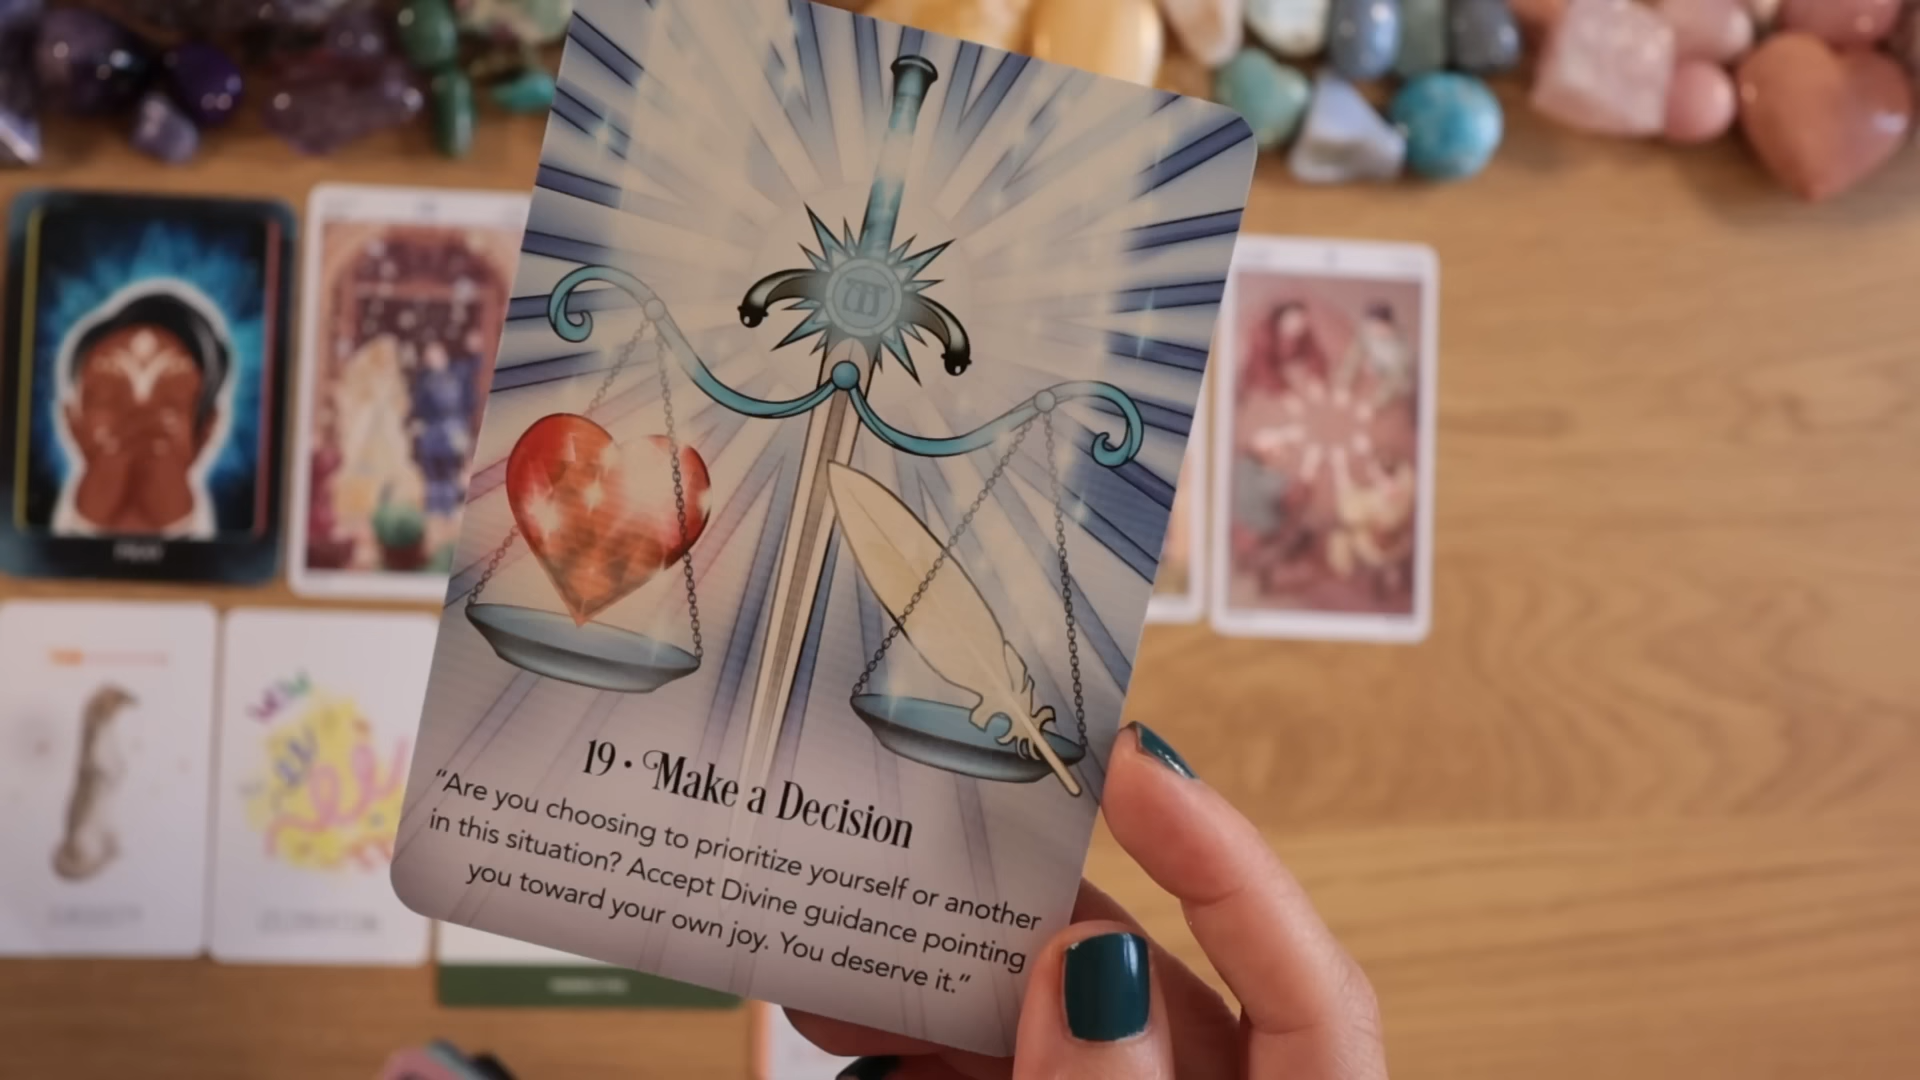 19 • Make a Decision
"Are you choosing to prioritize yourself or another
in this situation? Accept Divine guidance pointing
you toward your own joy. You deserve it."